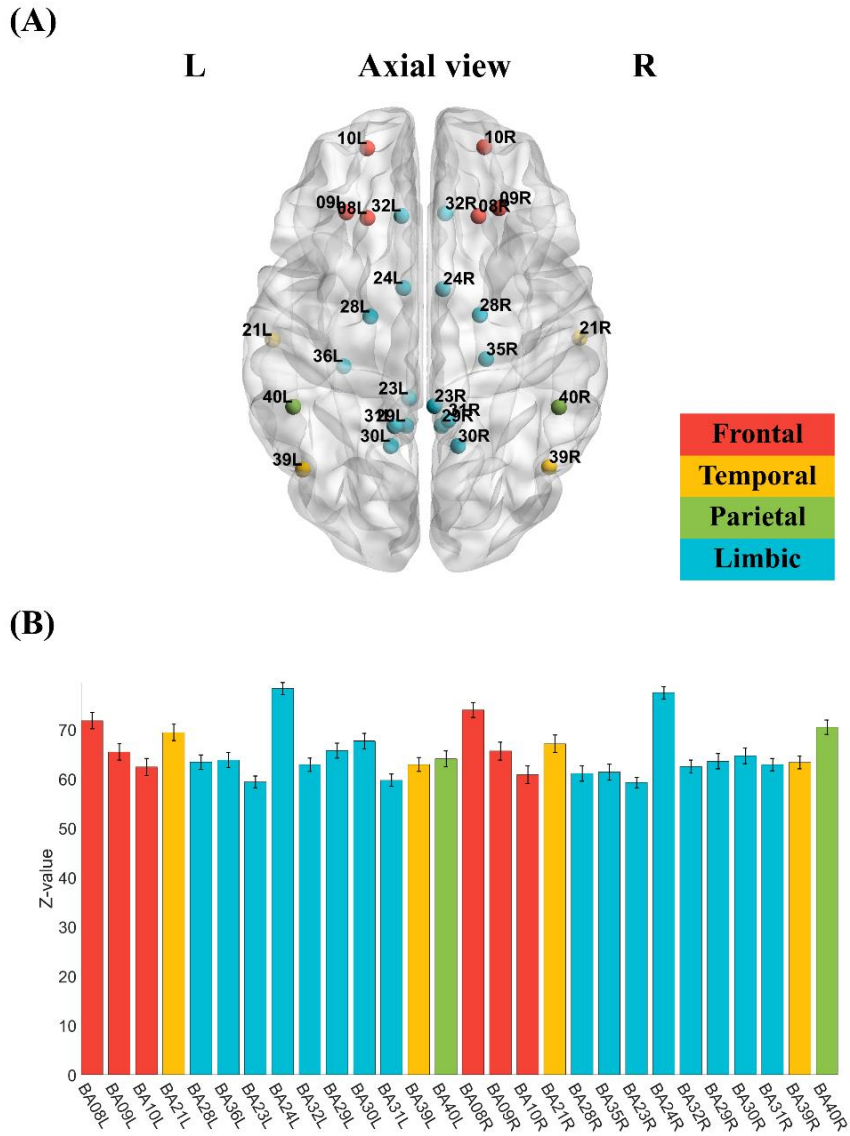 (A)
L Axial view R
10L 10R
09L 08L 32L 32R 08R 09R
24L 24R
28L 28R
21L 21R
36L 35R
23L 23R
40L 40R
31L 29L 29R 31R
30L 30R
39L 39R
Frontal
Temporal
Parietal
Limbic
(B)
Z-value
70
60
50
40
30
20
10
0
BA08L BA09L BA10L BA21L BA28L BA36L BA23L BA24L BA32L BA29L BA30L BA31L BA39L BA40L BA08R BA09R BA10R BA21R BA28R BA35R BA23R BA24R BA32R BA29R BA30R BA31R BA39R BA40R